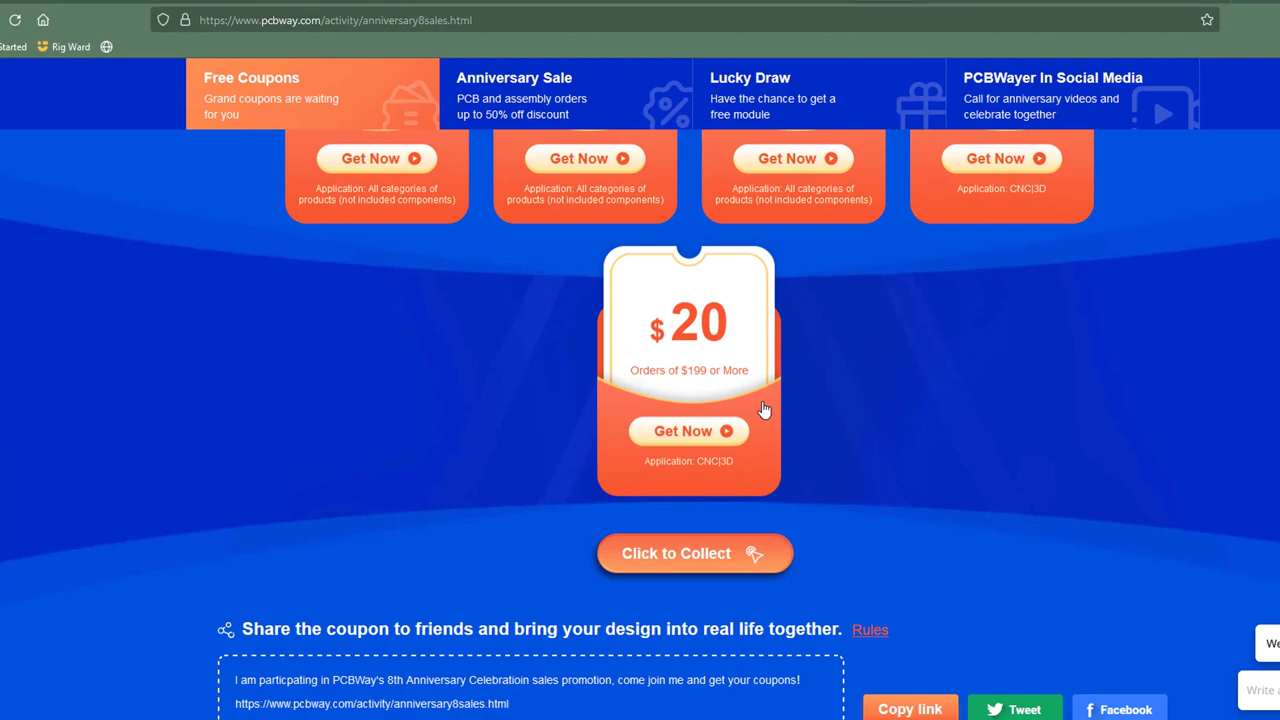 https://www.pcbway.com/activity/anniversary8sales.html
Started
Rig Ward
Free Coupons
Grand coupons are waiting
for you
Anniversary Sale
PCB and assembly orders
up to 50% off discount
Lucky Draw
Have the chance to get a
free module
PCBWayer In Social Media
Call for anniversary videos and
celebrate together
Get Now
Application: All categories of
products (not included components)
Get Now
Application: All categories of
products (not included components)
Get Now
Application: All categories of
products (not included components)
Get Now
Application: CNC|3D
$ 20
Orders of $199 or More
Get Now
Application: CNC|3D
Click to Collect
Share the coupon to friends and bring your design into real life together. Rules
I am particpating in PCBWay's 8th Anniversary Celebratioin sales promotion, come join me and get your coupons!
https://www.pcbway.com/activity/anniversary8sales.html
Copy link
Tweet
Facebook
We
Write a